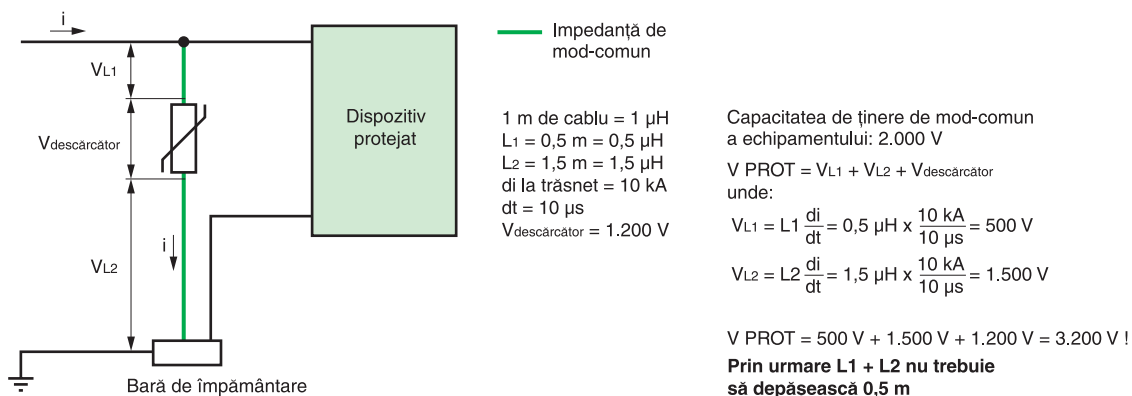 i
VL1
Vdescărcător
i
VL2
Bară de împământare
Dispozitiv
protejat
Impedanță de
mod-comun
1 m de cablu = 1 µH
L1 = 0,5 m = 0,5 µH
L2 = 1,5 m = 1,5 µH
di la trăsnet = 10 kA
dt = 10 µs
Vdescărcător = 1.200 V
Capacitatea de ținere de mod-comun
a echipamentului: 2.000 V
V PROT = VL1 + VL2 + Vdescărcător
unde:
VL1 = L1 di/dt = 0,5 µH x 10 kA/10 µs = 500 V
VL2 = L2 di/dt = 1,5 µH x 10 kA/10 µs = 1.500 V
V PROT = 500 V + 1.500 V + 1.200 V = 3.200 V !
Prin urmare L1 + L2 nu trebuie
să depășească 0,5 m